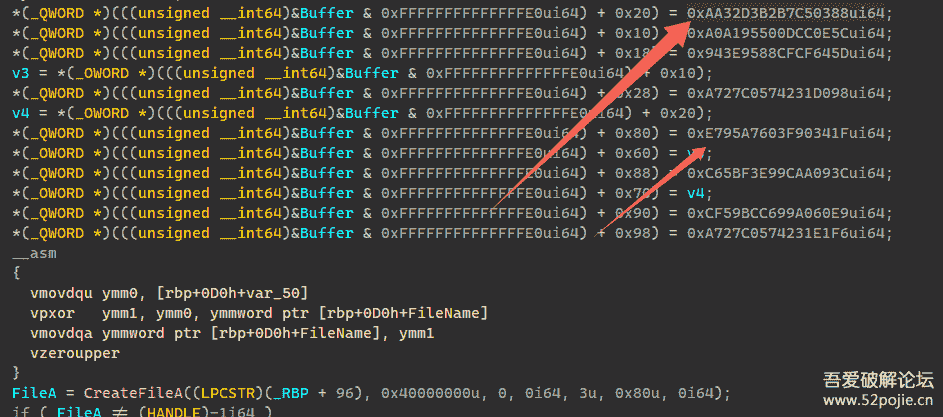 *(_QWORD *)(((unsigned __int64)&Buffer & 0xFFFFFFFFFFFFFFE0ui64) + 0x20) = 0xAA32D3B2B7C50388ui64;
*(_QWORD *)(((unsigned __int64)&Buffer & 0xFFFFFFFFFFFFFFE0ui64) + 0x10) = 0xA0A195500DCC0E5Cui64;
*(_QWORD *)(((unsigned __int64)&Buffer & 0xFFFFFFFFFFFFFFE0ui64) + 0x18) = 0x943E9588CFCF645Dui64;
v3 = *(_OWORD *)(((unsigned __int64)&Buffer & 0xFFFFFFFFFFFFFFE0ui64) + 0x10);
*(_QWORD *)(((unsigned __int64)&Buffer & 0xFFFFFFFFFFFFFFE0ui64) + 0x28) = 0xA727C0574231D098ui64;
v4 = *(_OWORD *)(((unsigned __int64)&Buffer & 0xFFFFFFFFFFFFFFE0ui64) + 0x20);
*(_QWORD *)(((unsigned __int64)&Buffer & 0xFFFFFFFFFFFFFFE0ui64) + 0x80) = 0xE795A7603F90341Fui64;
*(_OWORD *)(((unsigned __int64)&Buffer & 0xFFFFFFFFFFFFFFE0ui64) + 0x60) =
*(_QWORD *)(((unsigned __int64)&Buffer & 0xFFFFFFFFFFFFFFE0ui64) + 0x88) = 0xC65BF3E99CAA093Cui64;
*(_OWORD *)(((unsigned __int64)&Buffer & 0xFFFFFFFFFFFFFFE0ui64) + 0x70) = v4;
*(_QWORD *)(((unsigned __int64)&Buffer & 0xFFFFFFFFFFFFFFE0ui64) + 0x90) = 0xCF59BCC699A060E9ui64;
*(_QWORD *)(((unsigned __int64)&Buffer & 0xFFFFFFFFFFFFFFE0ui64) + 0x98) = 0xA727C0574231E1F6ui64;
__asm
{
vmovdqu ymm0, [rbp+0D0h+var_50]
vpxor ymm1, ymm0, ymmword ptr [rbp+0D0h+FileName]
vmovdqa ymmword ptr [rbp+0D0h+FileName], ymm1
vzeroupper
}
FileA = CreateFileA((LPCSTR)(_RBP + 96), 0x40000000u, 0, 0i64, 3u, 0x80u, 0i64);
if ( FileA ≠ (HANDLE)-1i64 )
吾爱破解论坛
www.52pojie.cn